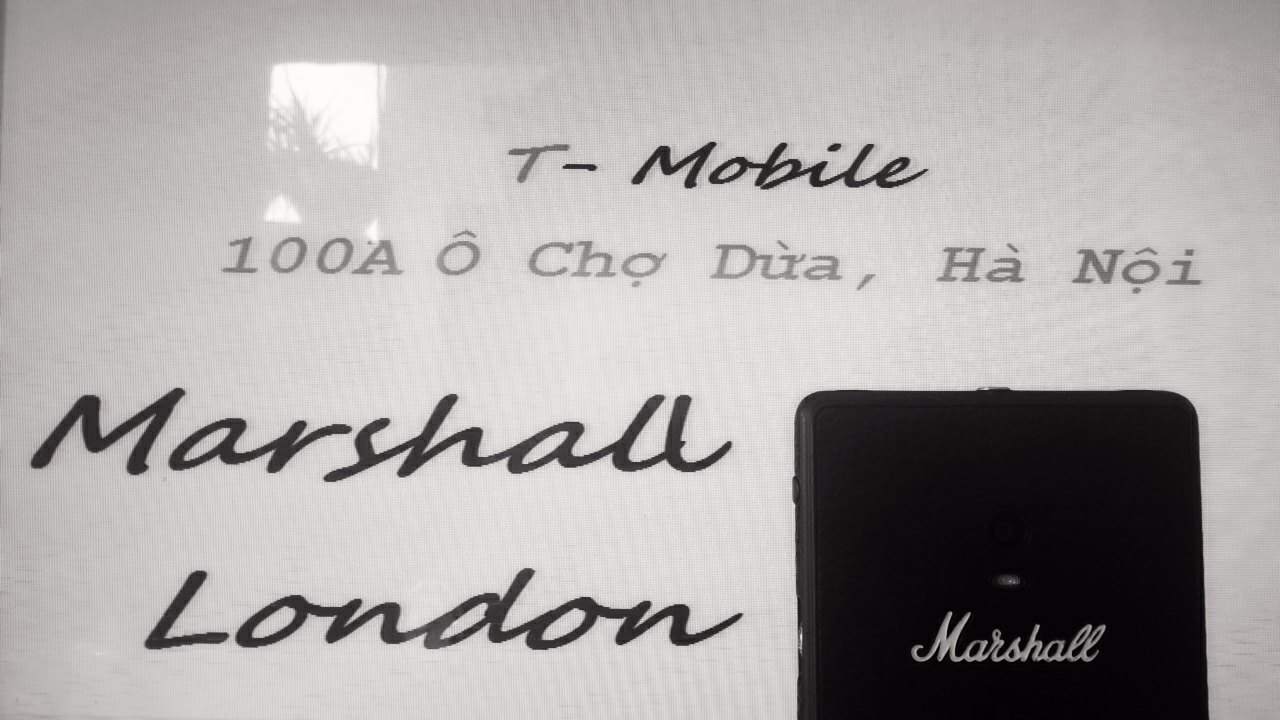 T- Mobile
100A Ô Chợ Dừa, Hà Nội
Marshall
London
Marshall